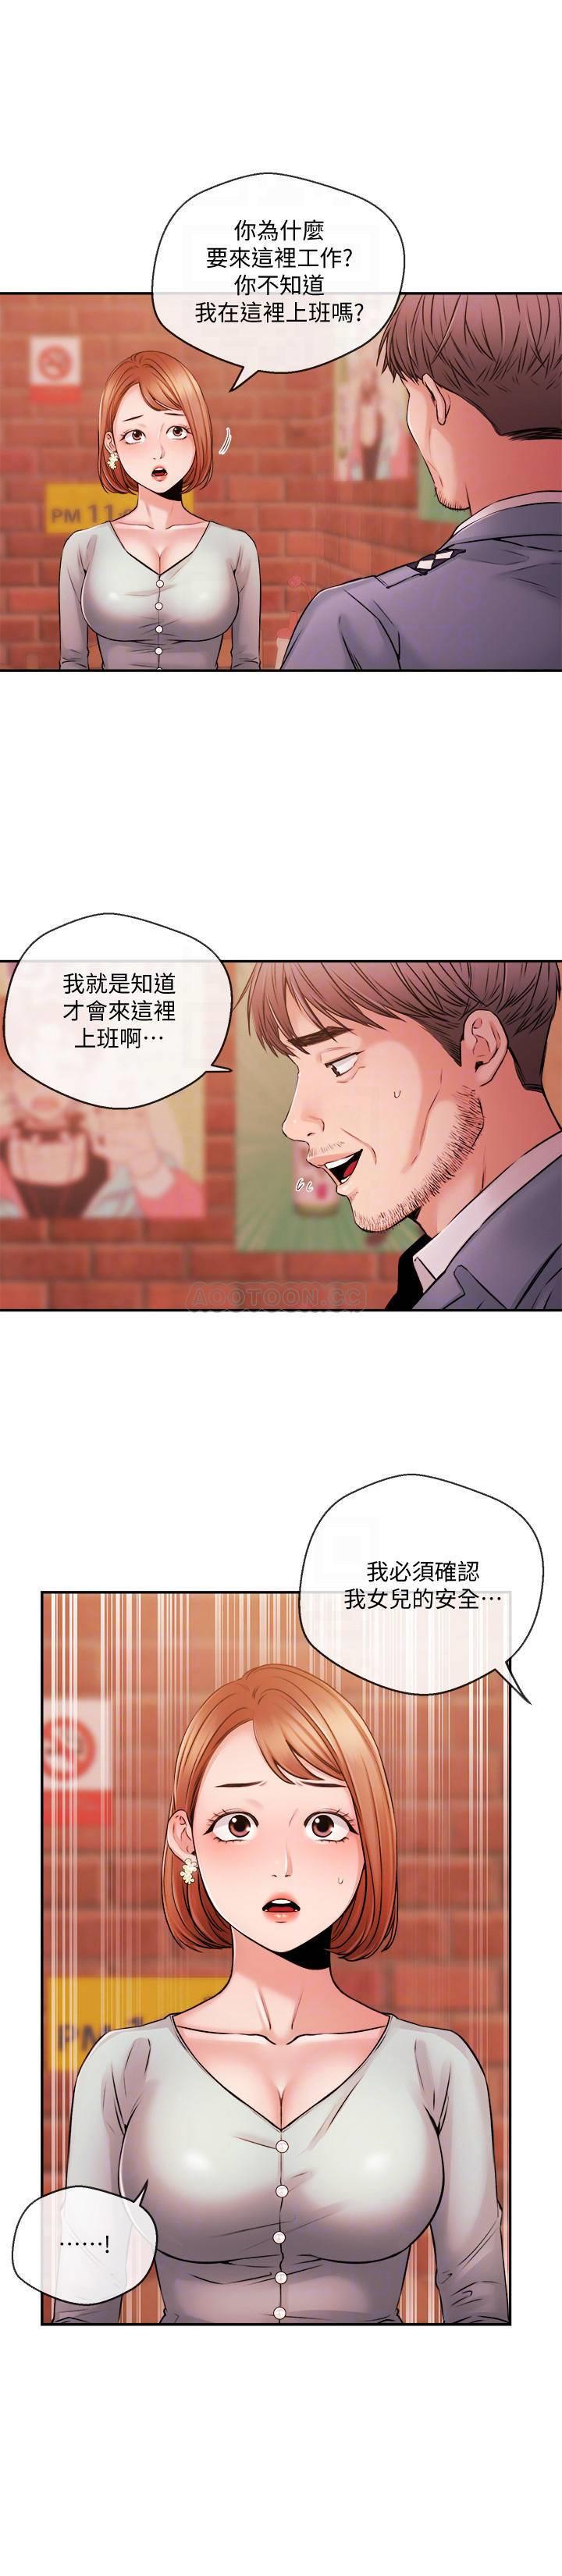 你為什麼
要來這裡工作?
你不知道
我在這裡上班嗎?
PM 11
我就是知道
才會來這裡
上班啊…
我必須確認
我女兒的安全…
PM
……!